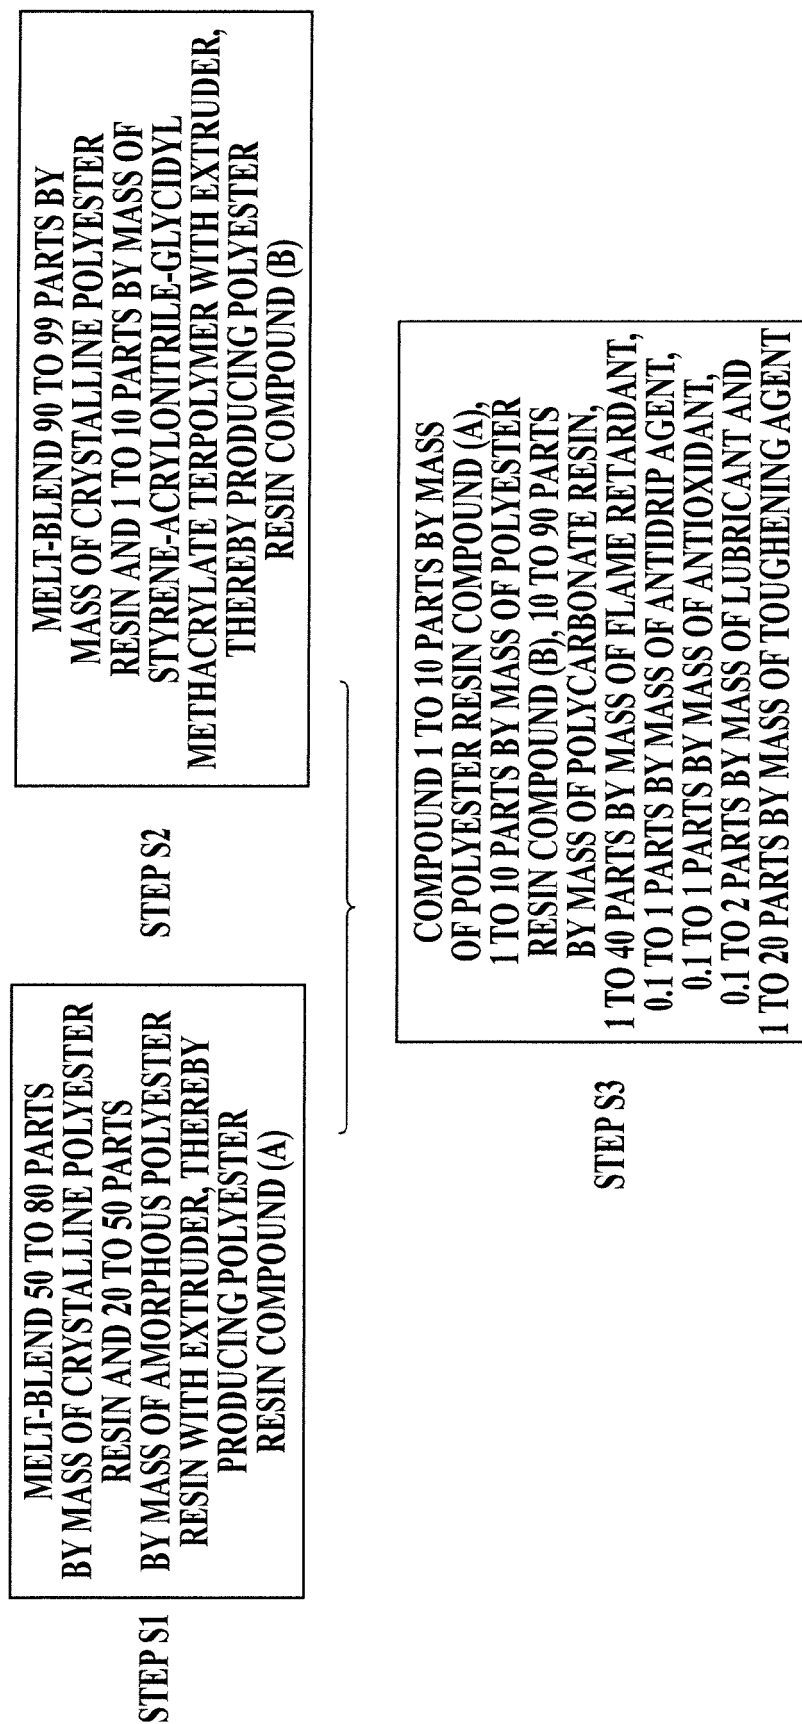 STEP S1
MELT-BLEND 50 TO 80 PARTS
BY MASS OF CRYSTALLINE POLYESTER
RESIN AND 20 TO 50 PARTS
BY MASS OF AMORPHOUS POLYESTER
RESIN WITH EXTRUDER, THEREBY
PRODUCING POLYESTER
RESIN COMPOUND (A)
STEP S2
MELT-BLEND 90 TO 99 PARTS BY
MASS OF CRYSTALLINE POLYESTER
RESIN AND 1 TO 10 PARTS BY MASS OF
STYRENE-ACRYLONITRILE-GLYCIDYL
METHACRYLATE TERPOLYMER WITH EXTRUDER,
THEREBY PRODUCING POLYESTER
RESIN COMPOUND (B)
STEP S3
COMPOUND 1 TO 10 PARTS BY MASS
OF POLYESTER RESIN COMPOUND (A),
1 TO 10 PARTS BY MASS OF POLYESTER
RESIN COMPOUND (B), 10 TO 90 PARTS
BY MASS OF POLYCARBONATE RESIN,
1 TO 40 PARTS BY MASS OF FLAME RETARDANT,
0.1 TO 1 PARTS BY MASS OF ANTIDRIP AGENT,
0.1 TO 1 PARTS BY MASS OF ANTIOXIDANT,
0.1 TO 2 PARTS BY MASS OF LUBRICANT AND
1 TO 20 PARTS BY MASS OF TOUGHENING AGENT